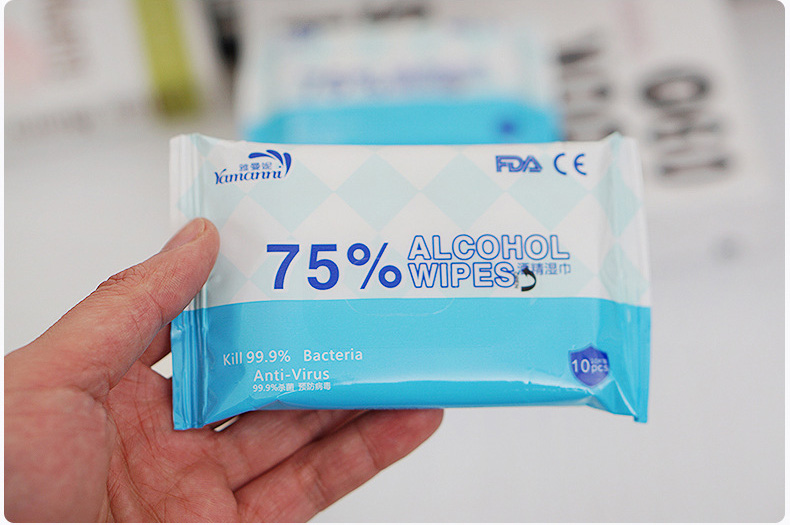 雅曼妮
Yamanni
FDA CE
75% ALCOHOL
WIPES 酒精湿巾
Kill 99.9% Bacteria
Anti-Virus
99.9%杀菌 预防病毒
10pcs